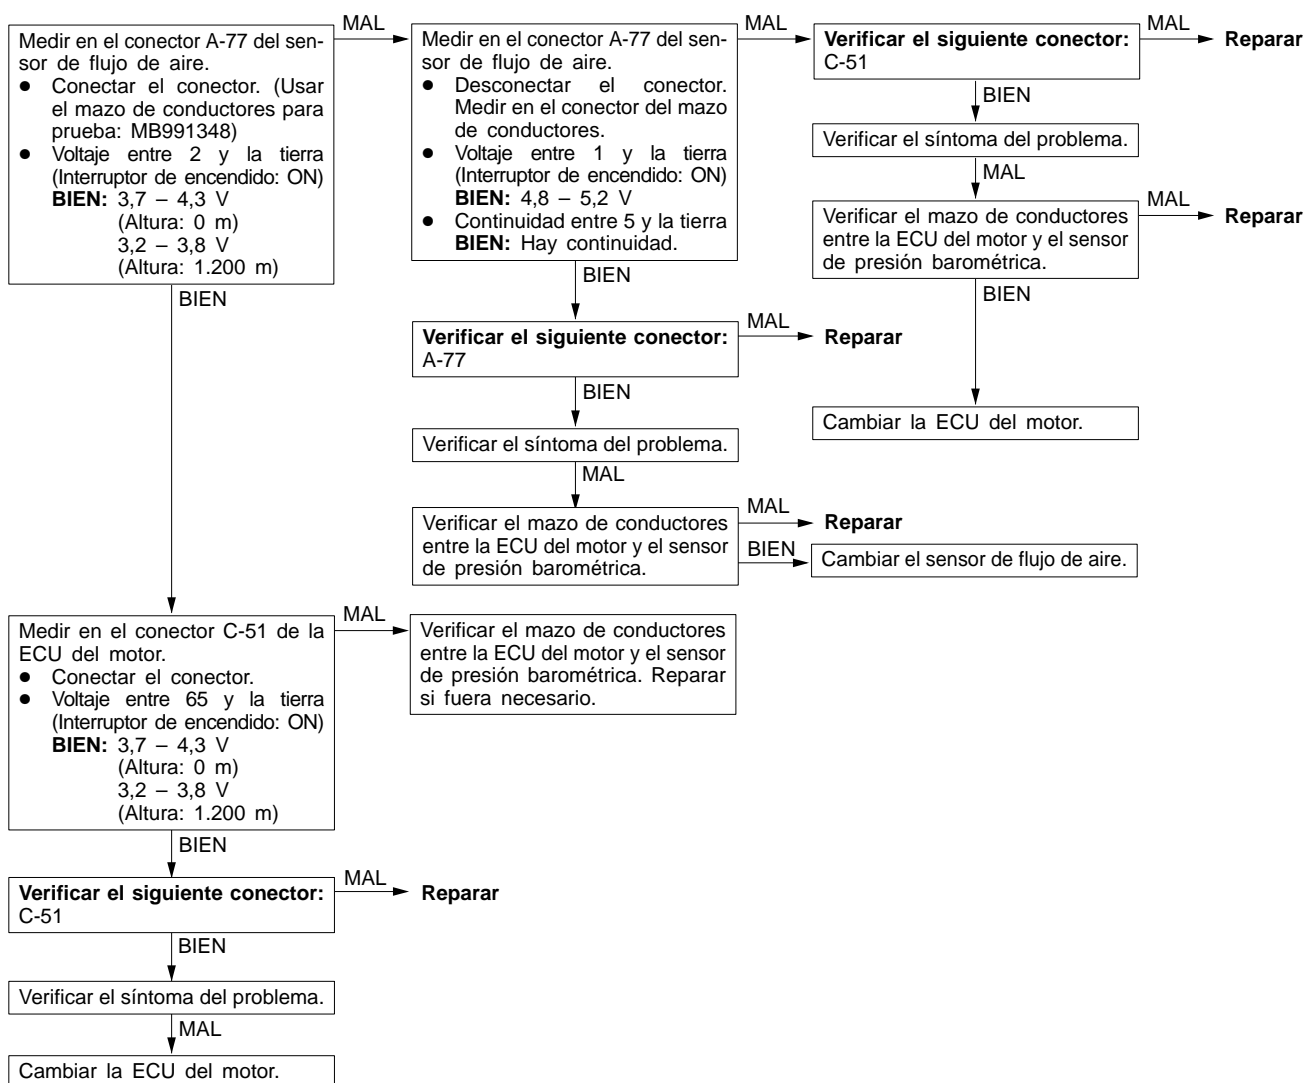 MAL
Medir en el conector A-77 del sen-
sor de flujo de aire.
● Conectar el conector. (Usar
el mazo de conductores para
prueba: MB991348)
● Voltaje entre 2 y la tierra
(Interruptor de encendido: ON)
BIEN: 3,7 – 4,3 V
(Altura: 0 m)
3,2 – 3,8 V
(Altura: 1.200 m)
BIEN
MAL
Medir en el conector A-77 del sen-
sor de flujo de aire.
● Desconectar el conector.
Medir en el conector del mazo
de conductores.
● Voltaje entre 1 y la tierra
(Interruptor de encendido: ON)
BIEN: 4,8 – 5,2 V
● Continuidad entre 5 y la tierra
BIEN: Hay continuidad.
BIEN
Verificar el siguiente conector:
C-51
MAL
Reparar
BIEN
Verificar el síntoma del problema.
MAL
Verificar el mazo de conductores
entre la ECU del motor y el sensor
de presión barométrica.
MAL
Reparar
BIEN
Cambiar la ECU del motor.
Verificar el siguiente conector:
A-77
MAL
Reparar
BIEN
Verificar el síntoma del problema.
MAL
Verificar el mazo de conductores
entre la ECU del motor y el sensor
de presión barométrica.
MAL
Reparar
BIEN
Cambiar el sensor de flujo de aire.
Medir en el conector C-51 de la
ECU del motor.
● Conectar el conector.
● Voltaje entre 65 y la tierra
(Interruptor de encendido: ON)
BIEN: 3,7 – 4,3 V
(Altura: 0 m)
3,2 – 3,8 V
(Altura: 1.200 m)
MAL
Verificar el mazo de conductores
entre la ECU del motor y el sensor
de presión barométrica. Reparar
si fuera necesario.
BIEN
Verificar el siguiente conector:
C-51
MAL
Reparar
BIEN
Verificar el síntoma del problema.
MAL
Cambiar la ECU del motor.